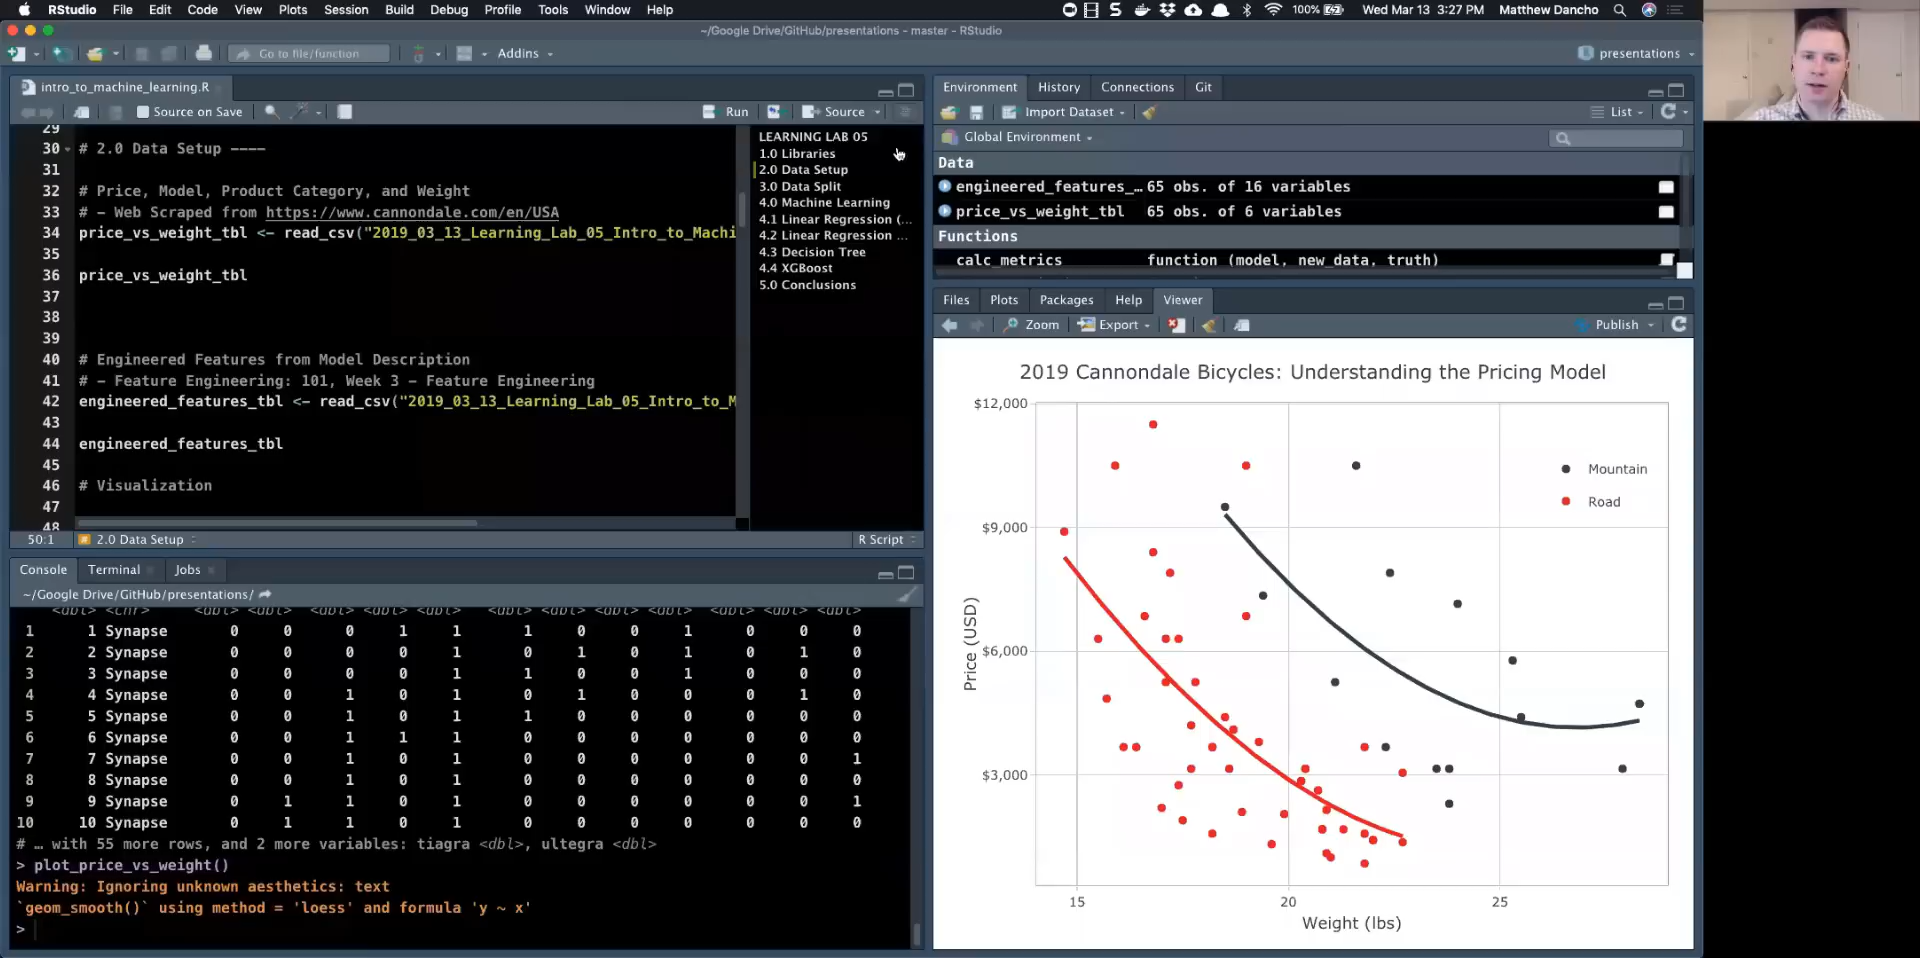 RStudio File Edit Code View Plots Session Build Debug Profile Tools Window Help 100% Wed Mar 13 3:27 PM Matthew Dancho
~/Google Drive/GitHub/presentations - master - RStudio
Go to file/function Addins presentations
intro_to_machine_learning.R
Source on Save Run Source
29
30 # 2.0 Data Setup ----
31
32 # Price, Model, Product Category, and Weight
33 # - Web Scraped from https://www.cannondale.com/en/USA
34 price_vs_weight_tbl <- read_csv("2019_03_13_Learning_Lab_05_Intro_to_Machi
35
36 price_vs_weight_tbl
37
38
39
40 # Engineered Features from Model Description
41 # - Feature Engineering: 101, Week 3 - Feature Engineering
42 engineered_features_tbl <- read_csv("2019_03_13_Learning_Lab_05_Intro_to_M
43
44 engineered_features_tbl
45
46 # Visualization
47
48
LEARNING LAB 05
1.0 Libraries
2.0 Data Setup
3.0 Data Split
4.0 Machine Learning
4.1 Linear Regression (...
4.2 Linear Regression ...
4.3 Decision Tree
4.4 XGBoost
5.0 Conclusions
50:1 2.0 Data Setup R Script
Console Terminal Jobs
~/Google Drive/GitHub/presentations/
<dbl> <chr> <dbl> <dbl> <dbl> <dbl> <dbl> <dbl> <dbl> <dbl> <dbl> <dbl> <dbl> <dbl>
1 1 Synapse 0 0 0 1 1 1 0 0 1 0 0 0
2 2 Synapse 0 0 0 0 1 0 1 0 1 0 1 0
3 3 Synapse 0 0 0 0 1 1 0 0 1 0 0 0
4 4 Synapse 0 0 1 0 1 0 1 0 0 0 1 0
5 5 Synapse 0 0 1 0 1 1 0 0 0 0 0 0
6 6 Synapse 0 0 1 1 1 0 0 0 0 0 0 0
7 7 Synapse 0 0 1 0 1 0 0 0 0 0 0 1
8 8 Synapse 0 0 1 0 1 0 0 0 0 0 0 0
9 9 Synapse 0 1 1 0 1 0 0 0 0 0 0 1
10 10 Synapse 0 1 1 0 1 0 0 0 0 0 0 0
# … with 55 more rows, and 2 more variables: tiagra <dbl>, ultegra <dbl>
> plot_price_vs_weight()
Warning: Ignoring unknown aesthetics: text
`geom_smooth()` using method = 'loess' and formula 'y ~ x'
>
Environment History Connections Git
Import Dataset List
Global Environment
Data
engineered_features_… 65 obs. of 16 variables
price_vs_weight_tbl 65 obs. of 6 variables
Functions
calc_metrics function (model, new_data, truth)
Files Plots Packages Help Viewer
Zoom Export Publish
2019 Cannondale Bicycles: Understanding the Pricing Model
$12,000
$9,000
$6,000
$3,000
Price (USD)
Mountain
Road
15 20 25
Weight (lbs)